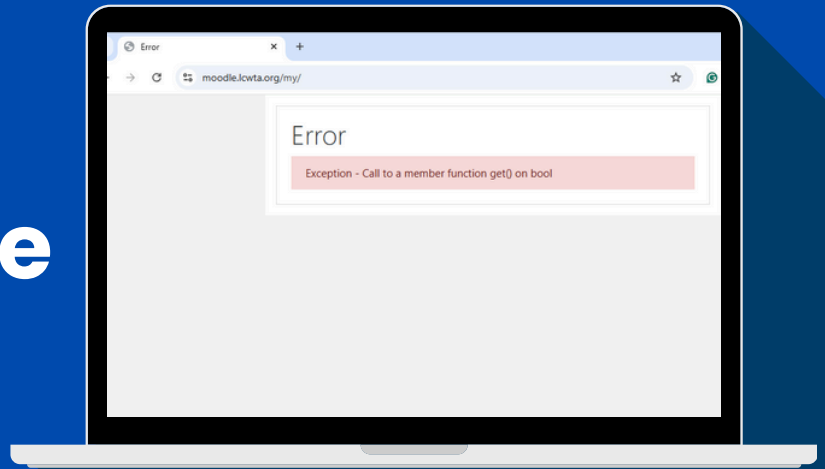 Error
moodle.lcwta.org/my/
Error
Exception - Call to a member function get() on bool
e